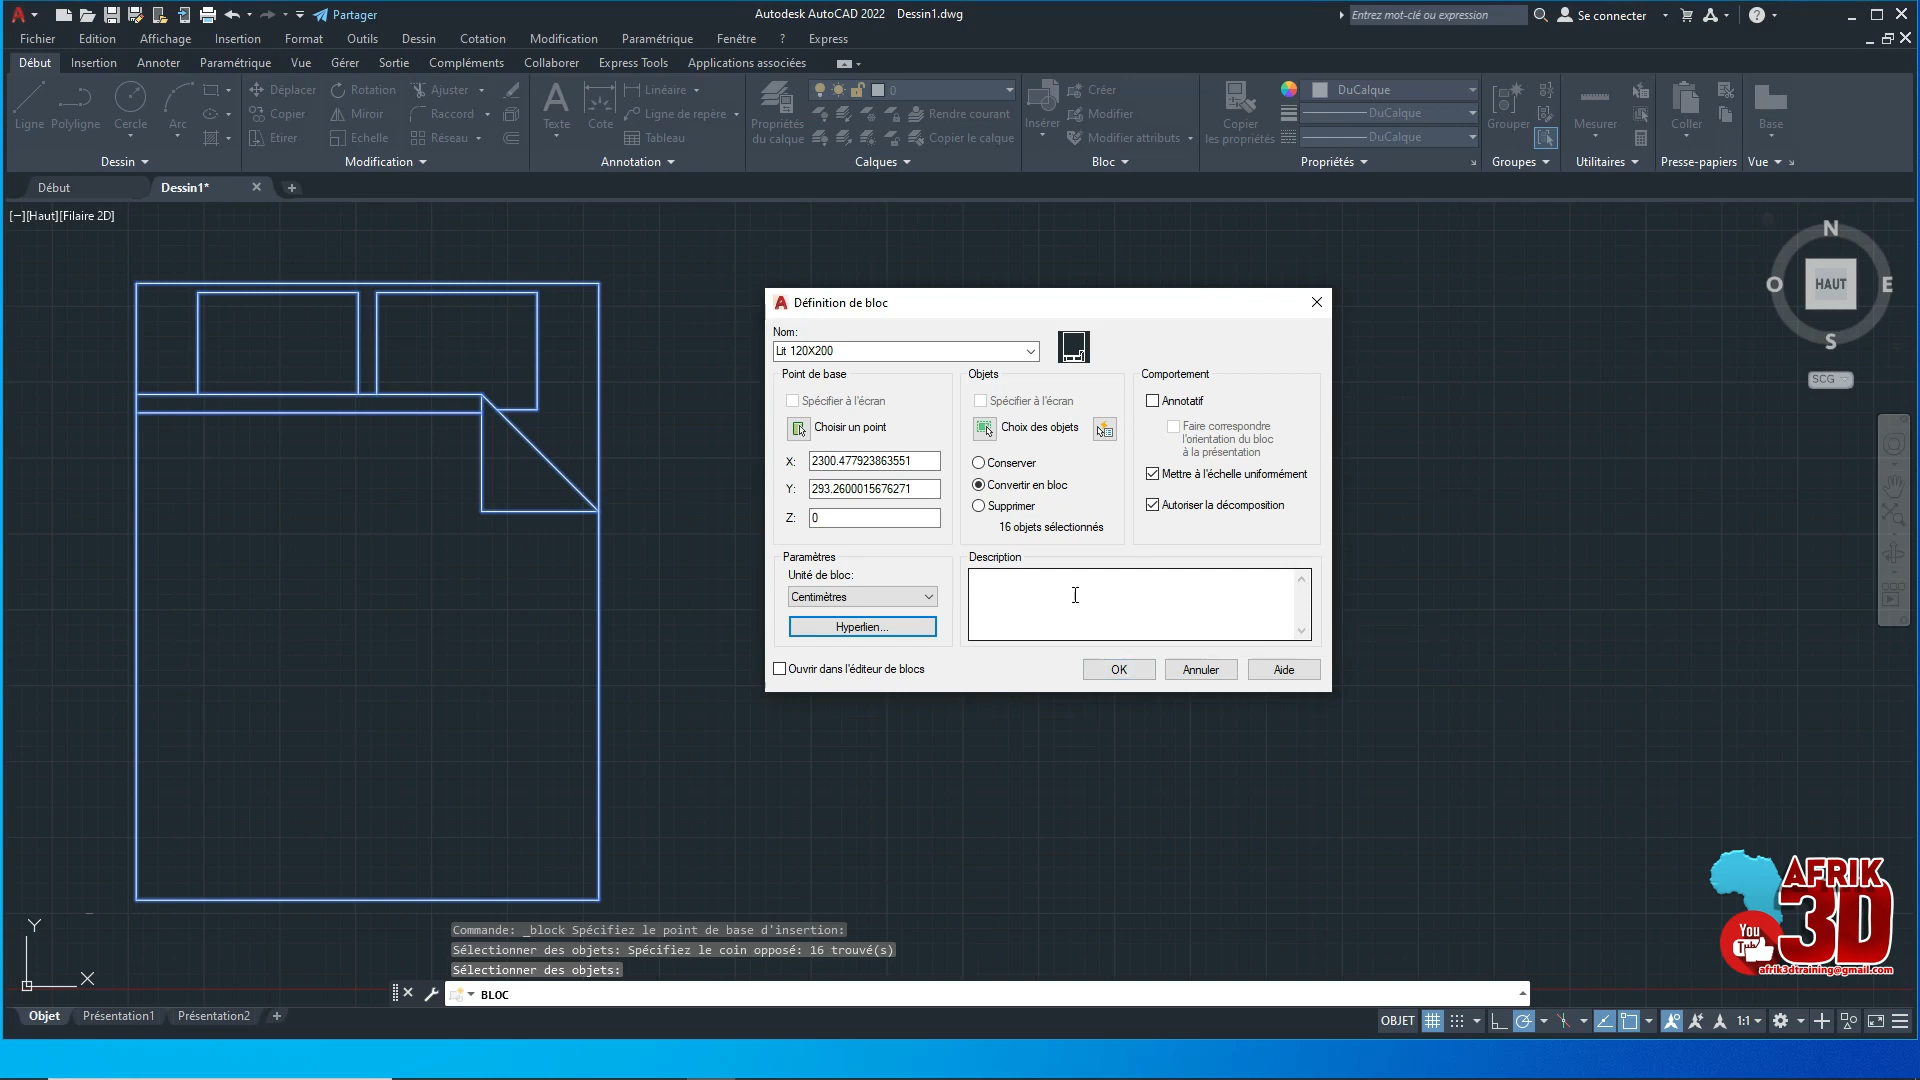 Partager
Autodesk AutoCAD 2022 Dessin1.dwg
Entrez mot-clé ou expression
Se connecter
Fichier Edition Affichage Insertion Format Outils Dessin Cotation Modification Paramétrique Fenêtre ? Express
Début Insertion Annoter Paramétrique Vue Gérer Sortie Compléments Collaborer Express Tools Applications associées
Ligne Polyligne Cercle Arc
Déplacer Rotation Ajuster
Copier Miroir Raccord
Etirer Echelle Réseau
Texte Cote
Linéaire
Ligne de repère
Tableau
Propriétés du calque
0
Rendre courant
Copier le calque
Insérer
Créer
Modifier
Modifier attributs
Copier les propriétés
DuCalque
DuCalque
DuCalque
Grouper
Mesurer
Coller
Base
Dessin Modification Annotation Calques Bloc Propriétés Groupes Utilitaires Presse-papiers Vue
Début Dessin1*
[−][Haut][Filaire 2D]
N
O HAUT E
S
SCG
Définition de bloc
Nom:
Lit 120X200
Point de base
Spécifier à l'écran
Choisir un point
X: 2300.477923863551
Y: 293.2600015676271
Z: 0
Objets
Spécifier à l'écran
Choix des objets
Conserver
Convertir en bloc
Supprimer
16 objets sélectionnés
Comportement
Annotatif
Faire correspondre
l'orientation du bloc
à la présentation
Mettre à l'échelle uniformément
Autoriser la décomposition
Paramètres
Unité de bloc:
Centimètres
Hyperlien...
Description
Ouvrir dans l'éditeur de blocs
OK Annuler Aide
AFRIK
3D
You
Tube
afrik3dtraining@gmail.com
Y
X
Commande: _block Spécifiez le point de base d'insertion:
Sélectionner des objets: Spécifiez le coin opposé: 16 trouvé(s)
Sélectionner des objets:
BLOC
Objet Présentation1 Présentation2
OBJET
1:1